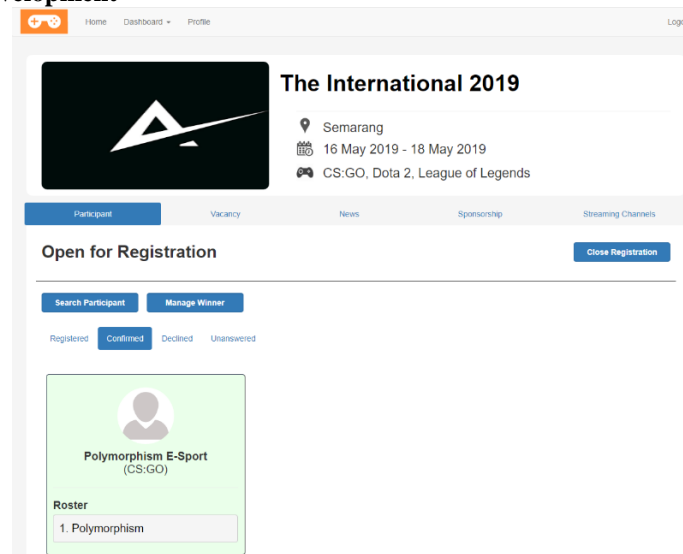 Home Dashboard Profile
The International 2019
Semarang
16 May 2019 - 18 May 2019
CS:GO, Dota 2, League of Legends
Participant Vacancy News Sponsorship Streaming Channels
Open for Registration Close Registration
Search Participant Manage Winner
Registered Confirmed Declined Unanswered
Polymorphism E-Sport
(CS:GO)
Roster
1. Polymorphism